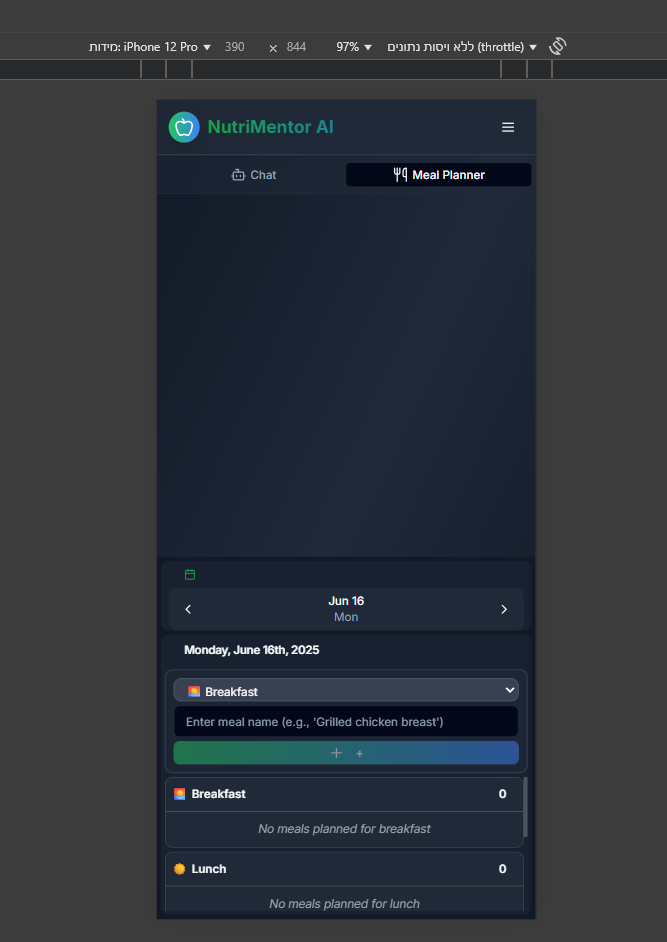 מידות: iPhone 12 Pro 390 × 844 97% ללא ויסות נתונים (throttle)
NutriMentor AI
Chat Meal Planner
Jun 16
Mon
Monday, June 16th, 2025
Breakfast
Enter meal name (e.g., 'Grilled chicken breast')
+ +
Breakfast 0
No meals planned for breakfast
Lunch 0
No meals planned for lunch